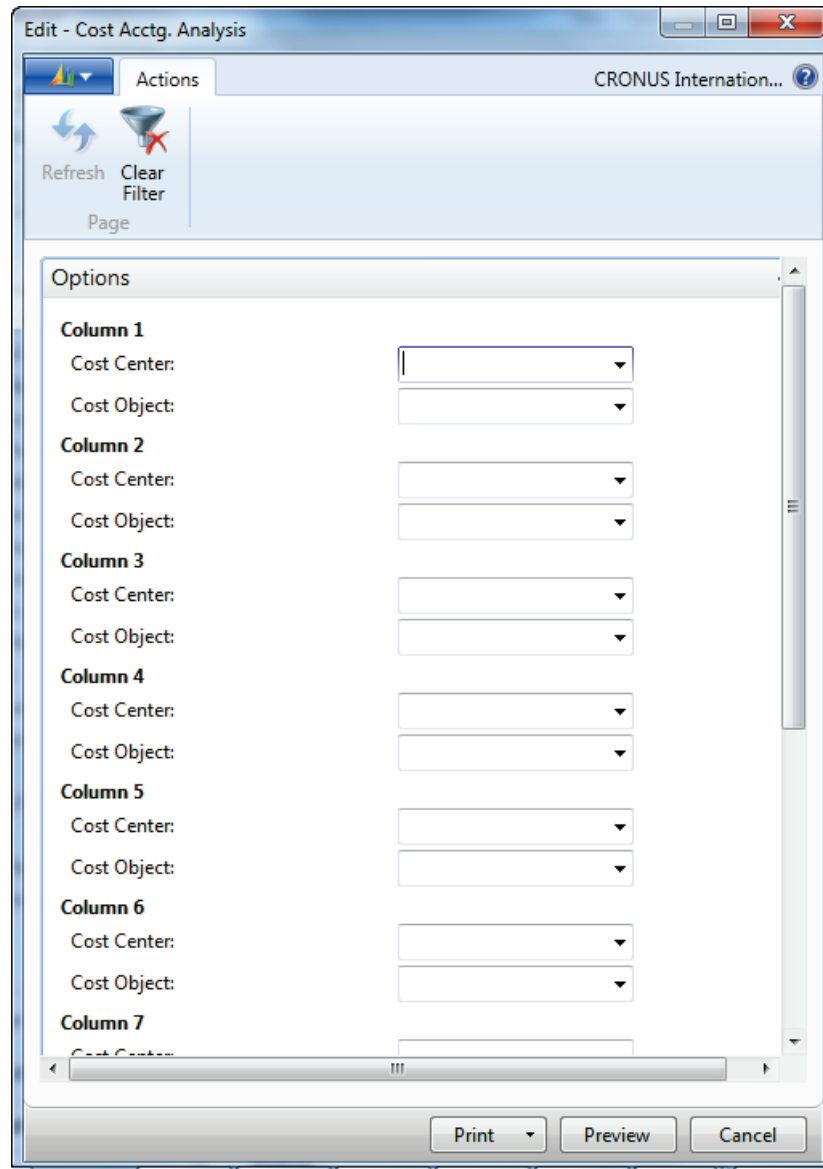 Edit - Cost Acctg. Analysis
Actions
CRONUS Internation...
Refresh
Clear
Filter
Page
Options
Column 1
Cost Center:
Cost Object:
Column 2
Cost Center:
Cost Object:
Column 3
Cost Center:
Cost Object:
Column 4
Cost Center:
Cost Object:
Column 5
Cost Center:
Cost Object:
Column 6
Cost Center:
Cost Object:
Column 7
Cost Center:
Print
Preview
Cancel